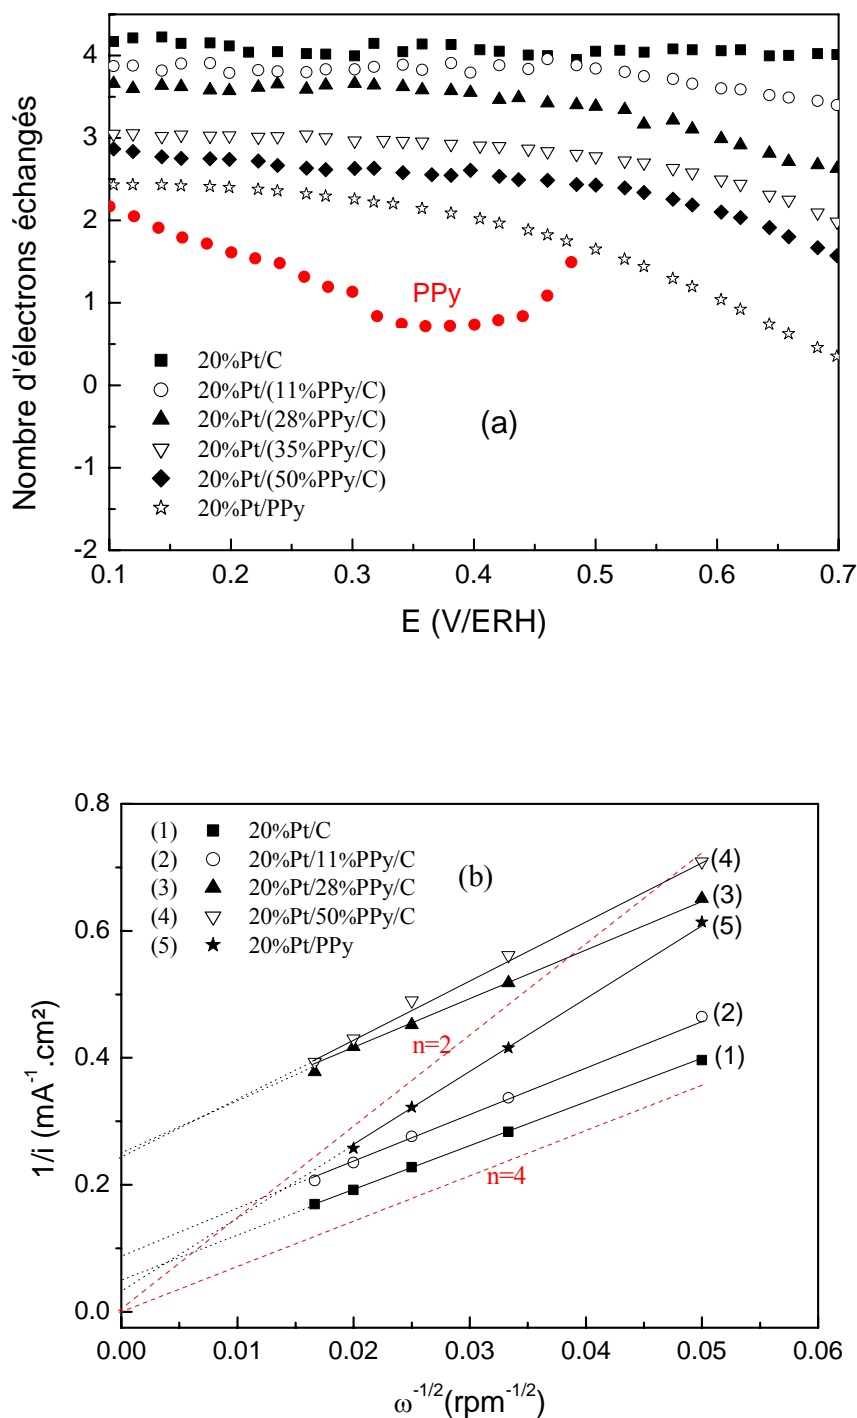 4
3
2
1
0
-1
-2
Nombre d'électrons échangés
PPy
20%Pt/C
20%Pt/(11%PPy/C)
20%Pt/(28%PPy/C)
20%Pt/(35%PPy/C)
20%Pt/(50%PPy/C)
20%Pt/PPy
(a)
0.1 0.2 0.3 0.4 0.5 0.6 0.7
E (V/ERH)
0.8
0.6
0.4
0.2
0.0
1/i (mA⁻¹.cm²)
(1) 20%Pt/C
(2) 20%Pt/11%PPy/C
(3) 20%Pt/28%PPy/C
(4) 20%Pt/50%PPy/C
(5) 20%Pt/PPy
(b)
(4)
(3)
(5)
n=2
(2)
(1)
n=4
0.00 0.01 0.02 0.03 0.04 0.05 0.06
ω⁻¹/²(rpm⁻¹/²)